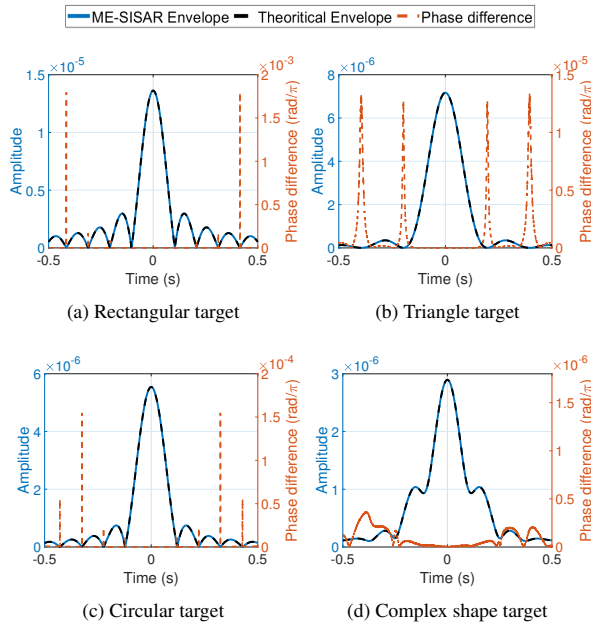 ME-SISAR Envelope Theoritical Envelope Phase difference
×10⁻⁵ ×10⁻³ ×10⁻⁶ ×10⁻⁵
1.5 2 8 1.5
1.5 6
1 1 4 1
0.5 0.5 2 0.5
0 0 0 0
Amplitude Phase difference (rad/π) Amplitude Phase difference (rad/π)
-0.5 0 0.5 -0.5 0 0.5
Time (s) Time (s)
(a) Rectangular target (b) Triangle target
×10⁻⁶ ×10⁻⁴ ×10⁻⁶ ×10⁻⁶
6 2 3
1.5 1.5
4 1 2 1
2 0.5 1 0.5
0 0 0 0
Amplitude Phase difference (rad/π) Amplitude Phase difference (rad/π)
-0.5 0 0.5 -0.5 0 0.5
Time (s) Time (s)
(c) Circular target (d) Complex shape target